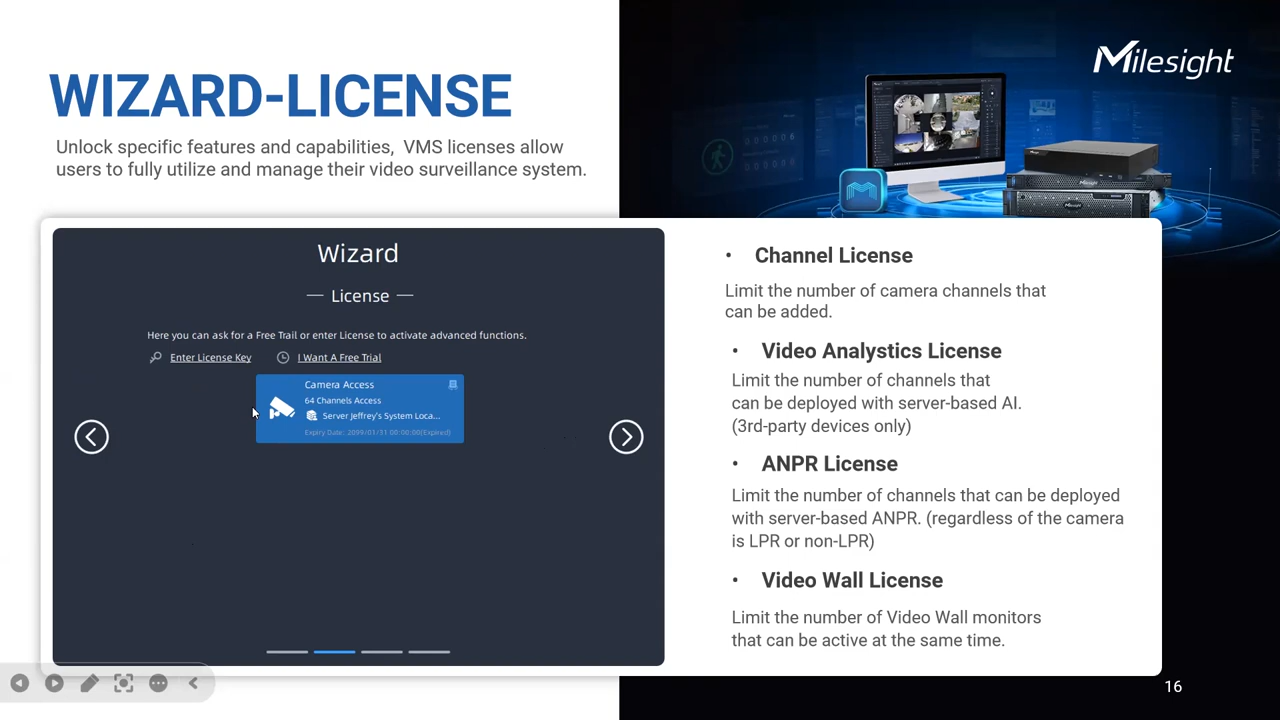 WIZARD-LICENSE
Unlock specific features and capabilities, VMS licenses allow
users to fully utilize and manage their video surveillance system.
Milesight
Wizard
License
Here you can ask for a Free Trail or enter License to activate advanced functions.
Enter License Key
I Want A Free Trial
Camera Access
64 Channels Access
Server Jeffrey's System Loca...
Expiry Date: 2099/01/31 00:00:00(Expired)
• Channel License
Limit the number of camera channels that
can be added.
• Video Analystics License
Limit the number of channels that
can be deployed with server-based AI.
(3rd-party devices only)
• ANPR License
Limit the number of channels that can be deployed
with server-based ANPR. (regardless of the camera
is LPR or non-LPR)
• Video Wall License
Limit the number of Video Wall monitors
that can be active at the same time.
16